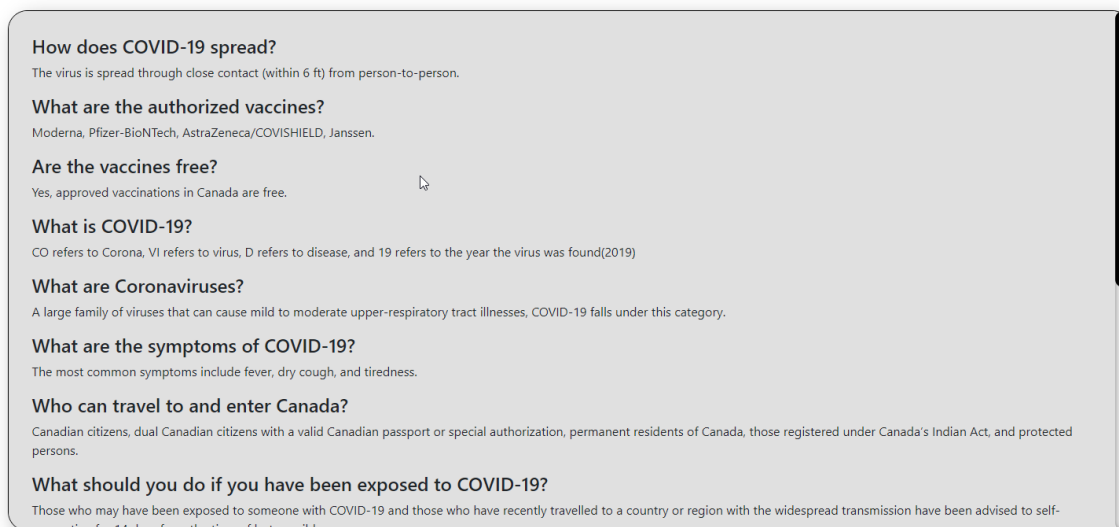 How does COVID-19 spread?
The virus is spread through close contact (within 6 ft) from person-to-person.
What are the authorized vaccines?
Moderna, Pfizer-BioNTech, AstraZeneca/COVISHIELD, Janssen.
Are the vaccines free?
Yes, approved vaccinations in Canada are free.
What is COVID-19?
CO refers to Corona, VI refers to virus, D refers to disease, and 19 refers to the year the virus was found(2019)
What are Coronaviruses?
A large family of viruses that can cause mild to moderate upper-respiratory tract illnesses, COVID-19 falls under this category.
What are the symptoms of COVID-19?
The most common symptoms include fever, dry cough, and tiredness.
Who can travel to and enter Canada?
Canadian citizens, dual Canadian citizens with a valid Canadian passport or special authorization, permanent residents of Canada, those registered under Canada's Indian Act, and protected
persons.
What should you do if you have been exposed to COVID-19?
Those who may have been exposed to someone with COVID-19 and those who have recently travelled to a country or region with the widespread transmission have been advised to self-